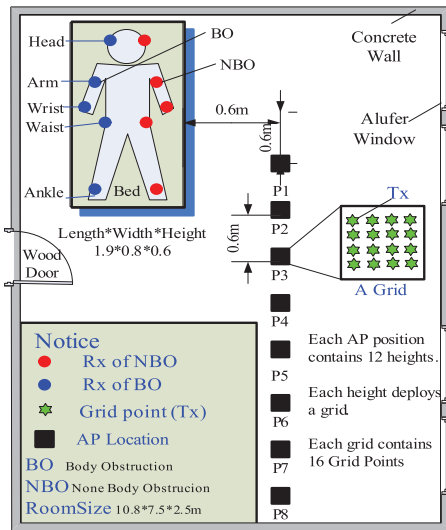 Head
BO
Concrete
Wall
Arm
NBO
Wrist
0.6m
Alufer
Window
Waist
0.6m
Ankle
Bed
P1
Tx
P2
Length*Width*Height
1.9*0.8*0.6
0.6m
Wood
Door
P3
A Grid
P4
Notice
Rx of NBO
Rx of BO
Grid point (Tx)
AP Location
BO Body Obstruction
NBO None Body Obstrucion
RoomSize 10.8*7.5*2.5m
Each AP position
contains 12 heights.
P5
Each height deploys
a grid.
P6
Each grid contains
16 Grid Points
P7
P8